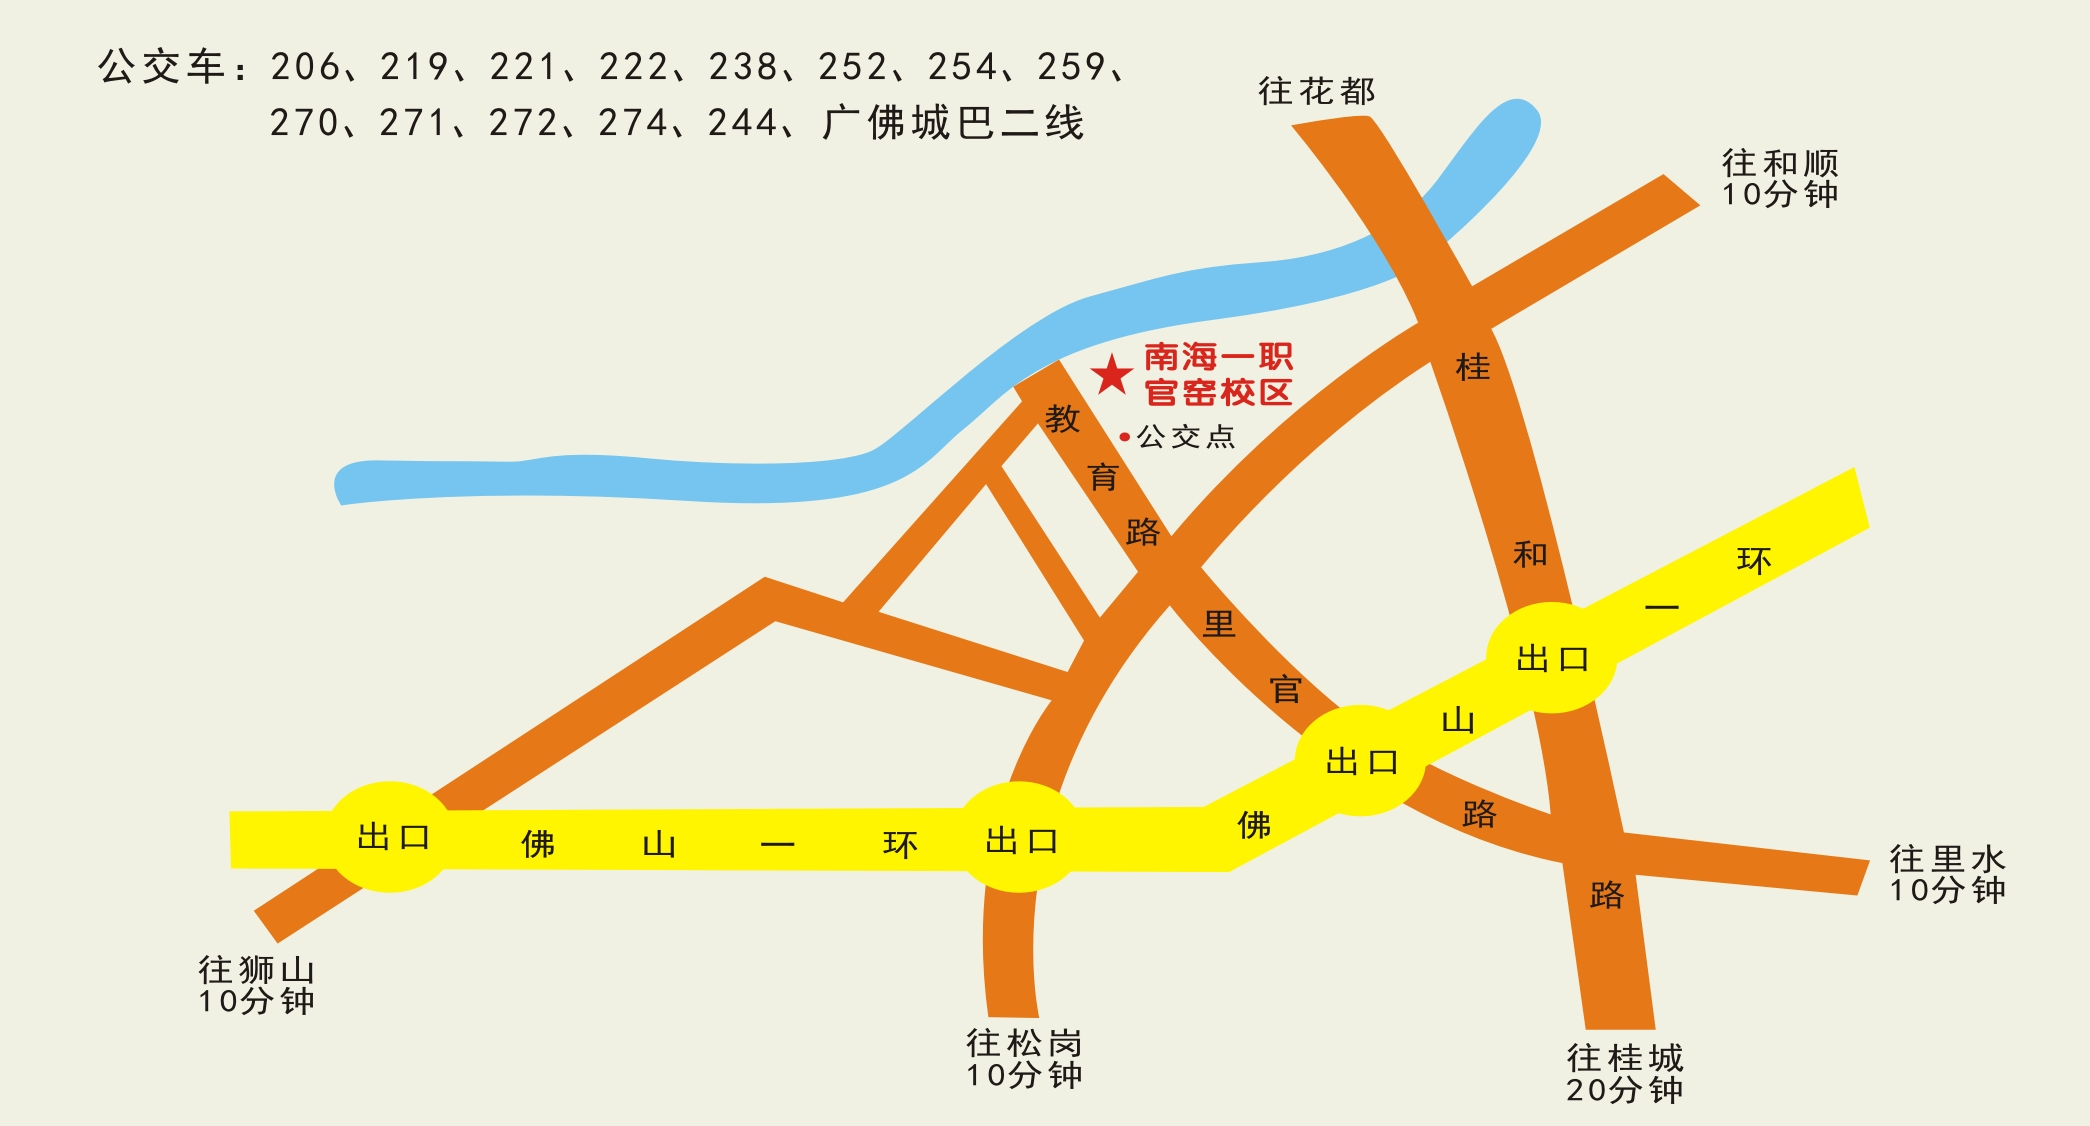 公交车：206、219、221、222、238、252、254、259、
270、271、272、274、244、广佛城巴二线
往花都
往和顺
10分钟
南海一职
官窑校区
公交点
教育路
桂和路
里官路
佛山一环
佛山一环
出口
出口
出口
出口
往里水
10分钟
往狮山
10分钟
往松岗
10分钟
往桂城
20分钟